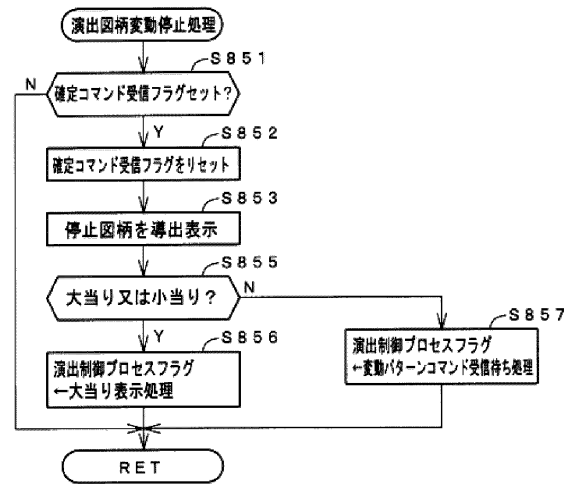 演出図柄変動停止処理
S851
N
確定コマンド受信フラグセット?
Y
S852
確定コマンド受信フラグをリセット
S853
停止図柄を導出表示
S855
大当り又は小当り?
N
Y
S856
演出制御プロセスフラグ
←大当り表示処理
S857
演出制御プロセスフラグ
←変動パターンコマンド受信待ち処理
RET